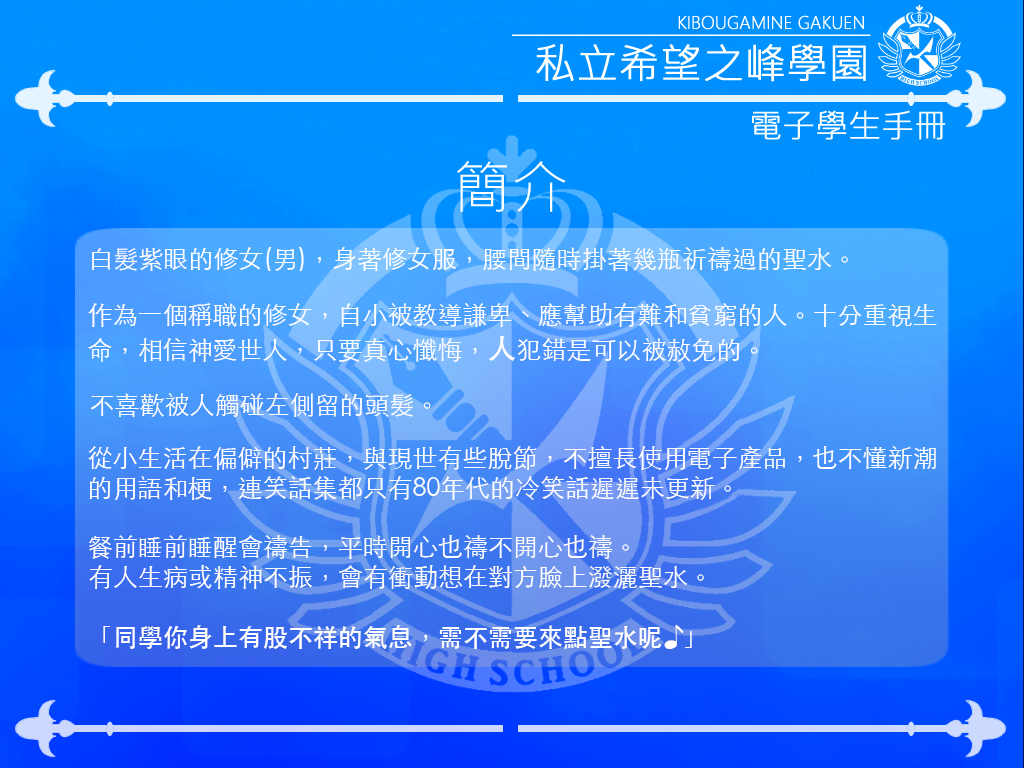 KIBOUGAMINE GAKUEN
私立希望之峰學園
HIGH SCHOOL
電子學生手冊
簡介
白髮紫眼的修女(男)，身著修女服，腰間隨時掛著幾瓶祈禱過的聖水。
作為一個稱職的修女，自小被教導謙卑、應幫助有難和貧窮的人。十分重視生
命，相信神愛世人，只要真心懺悔，人犯錯是可以被赦免的。
不喜歡被人觸碰左側留的頭髮。
從小生活在偏僻的村莊，與現世有些脫節，不擅長使用電子產品，也不懂新潮
的用語和梗，連笑話集都只有80年代的冷笑話遲遲未更新。
餐前睡前睡醒會禱告，平時開心也禱不開心也禱。
有人生病或精神不振，會有衝動想在對方臉上潑灑聖水。
「同學你身上有股不祥的氣息，需不需要來點聖水呢♪」
HIGH SCHOOL